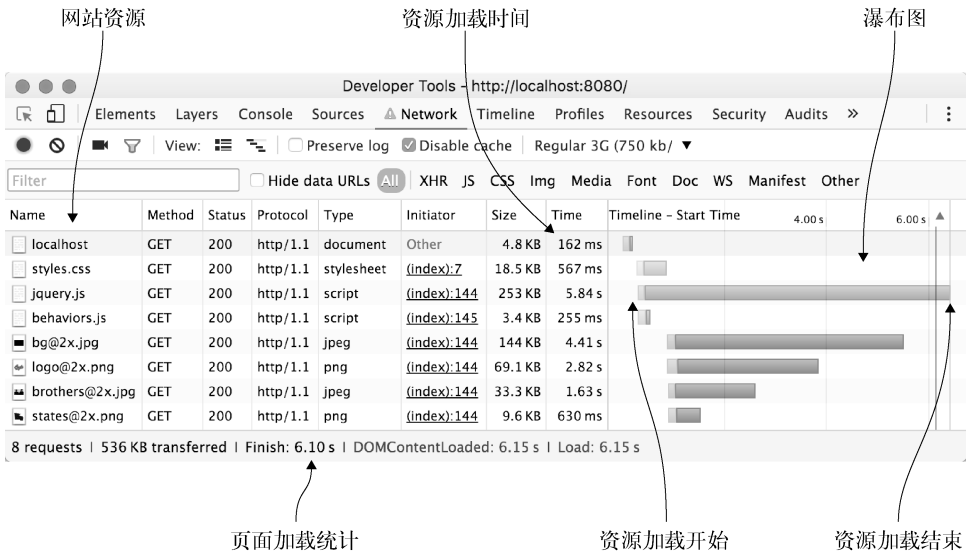 网站资源 资源加载时间 瀑布图
Developer Tools - http://localhost:8080/
Elements Layers Console Sources Network Timeline Profiles Resources Security Audits »
View: Preserve log Disable cache Regular 3G (750 kb/ ▼
Filter Hide data URLs All XHR JS CSS Img Media Font Doc WS Manifest Other
Name Method Status Protocol Type Initiator Size Time Timeline – Start Time 4.00 s 6.00 s ▲
localhost GET 200 http/1.1 document Other 4.8 KB 162 ms
styles.css GET 200 http/1.1 stylesheet (index):7 18.5 KB 567 ms
jquery.js GET 200 http/1.1 script (index):144 253 KB 5.84 s
behaviors.js GET 200 http/1.1 script (index):145 3.4 KB 255 ms
bg@2x.jpg GET 200 http/1.1 jpeg (index):144 144 KB 4.41 s
logo@2x.png GET 200 http/1.1 png (index):144 69.1 KB 2.82 s
brothers@2x.jpg GET 200 http/1.1 jpeg (index):144 33.3 KB 1.63 s
states@2x.png GET 200 http/1.1 png (index):144 9.6 KB 630 ms
8 requests | 536 KB transferred | Finish: 6.10 s | DOMContentLoaded: 6.15 s | Load: 6.15 s
页面加载统计 资源加载开始 资源加载结束